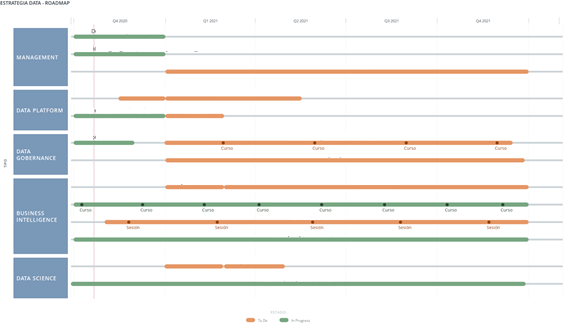 ESTRATEGIA DATA - ROADMAP
Q4 2020 Q1 2021 Q2 2021 Q3 2021 Q4 2021
MANAGEMENT
DATA PLATFORM
DATA
GOBERNANCE
Curso Curso Curso Curso
BUSINESS
INTELLIGENCE
Curso Curso Curso Curso Curso Curso Curso Curso
Sesión Sesión Sesión Sesión Sesión
DATA SCIENCE
To Do In Progress